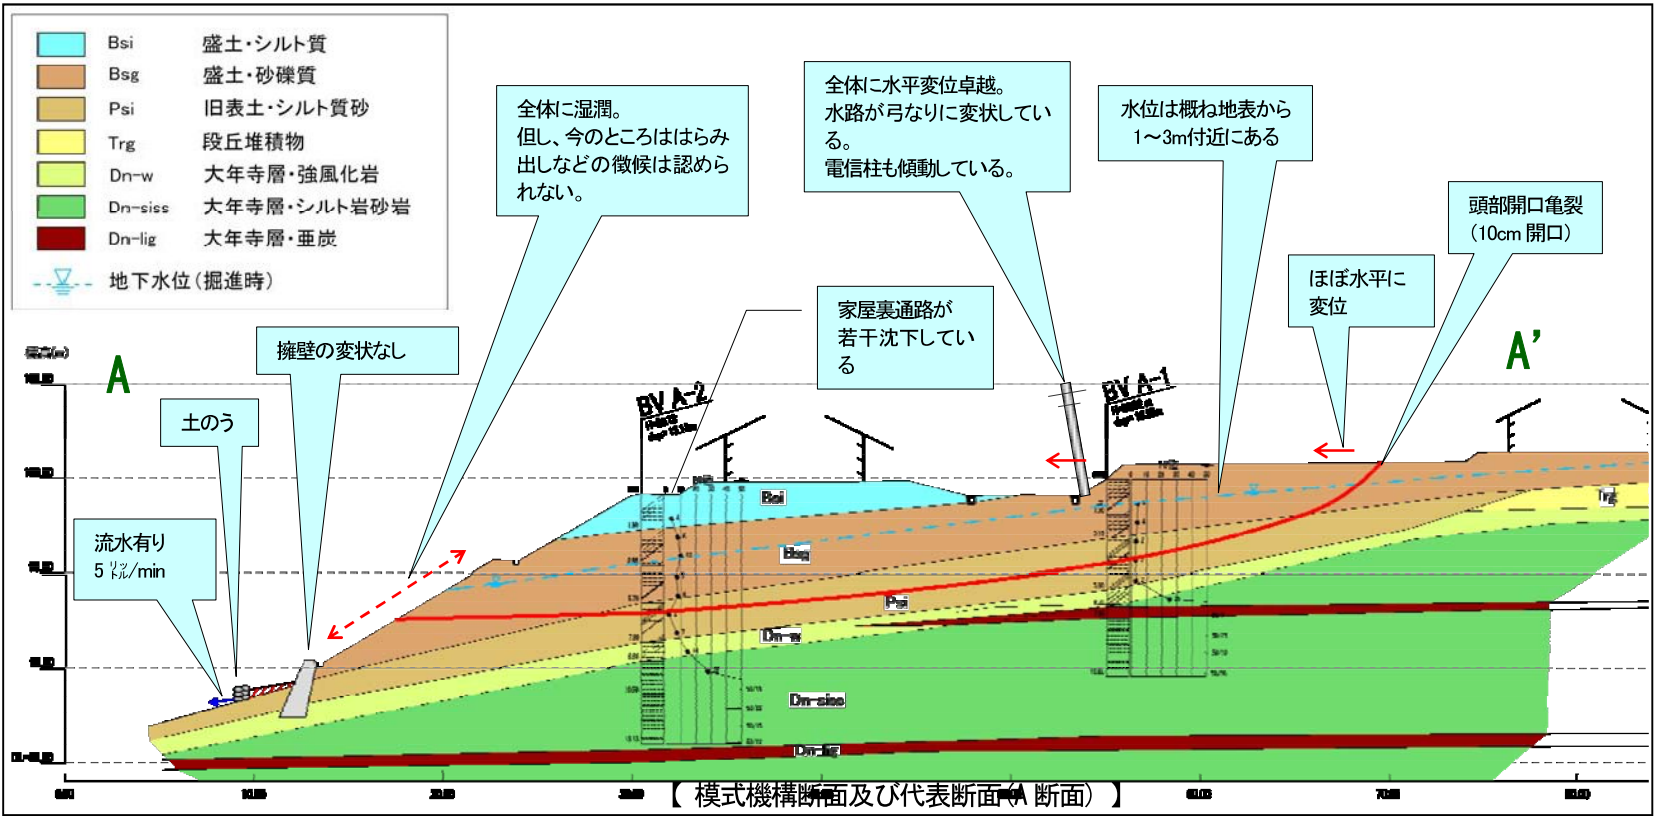 Bsi 盛土・シルト質
Bsg 盛土・砂礫質
Psi 旧表土・シルト質砂
Trg 段丘堆積物
Dn-w 大年寺層・強風化岩
Dn-siss 大年寺層・シルト岩砂岩
Dn-lig 大年寺層・亜炭
地下水位(掘進時)
全体に湿潤。
但し、今のところははらみ
出しなどの徴候は認めら
れない。
全体に水平変位卓越。
水路が弓なりに変状してい
る。
電信柱も傾動している。
水位は概ね地表から
1〜3m付近にある
頭部開口亀裂
(10cm 開口)
ほぼ水平に
変位
家屋裏通路が
若干沈下してい
る
擁壁の変状なし
土のう
流水有り
5 リットル/min
標高(m)
A
A’
BV A-2
BV A-1
Bsi
Bsg
Psi
Trg
Dn-w
Dn-siss
Dn-lig
【 模式機構断面及び代表断面(A 断面) 】